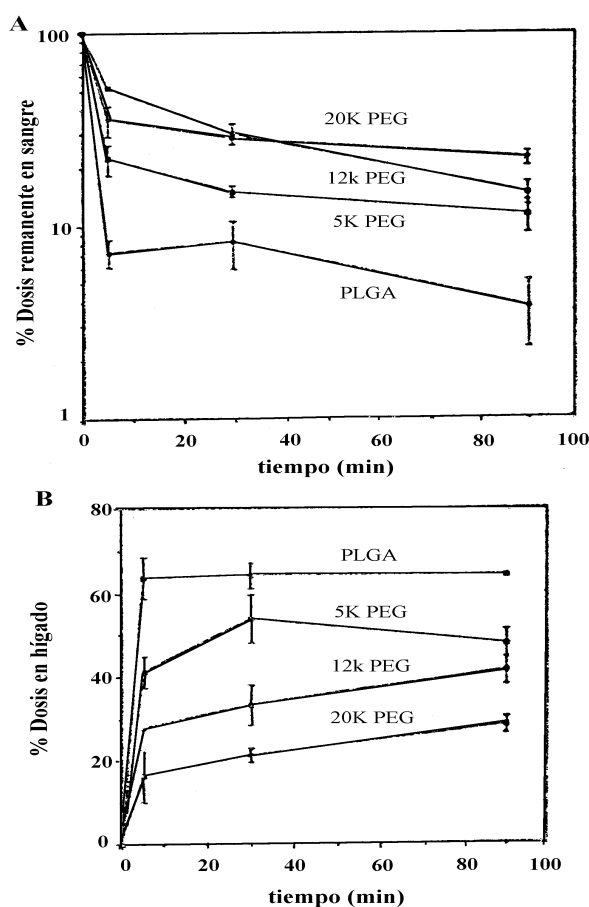 A
100
10
1
% Dosis remanente en sangre
20K PEG
12k PEG
5K PEG
PLGA
0 20 40 60 80 100
tiempo (min)
B
80
60
40
20
0
% Dosis en hígado
PLGA
5K PEG
12k PEG
20K PEG
0 20 40 60 80 100
tiempo (min)